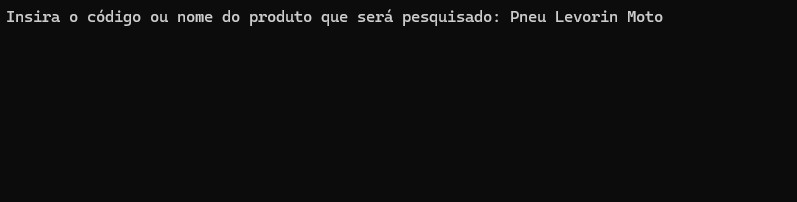 Insira o código ou nome do produto que será pesquisado: Pneu Levorin Moto